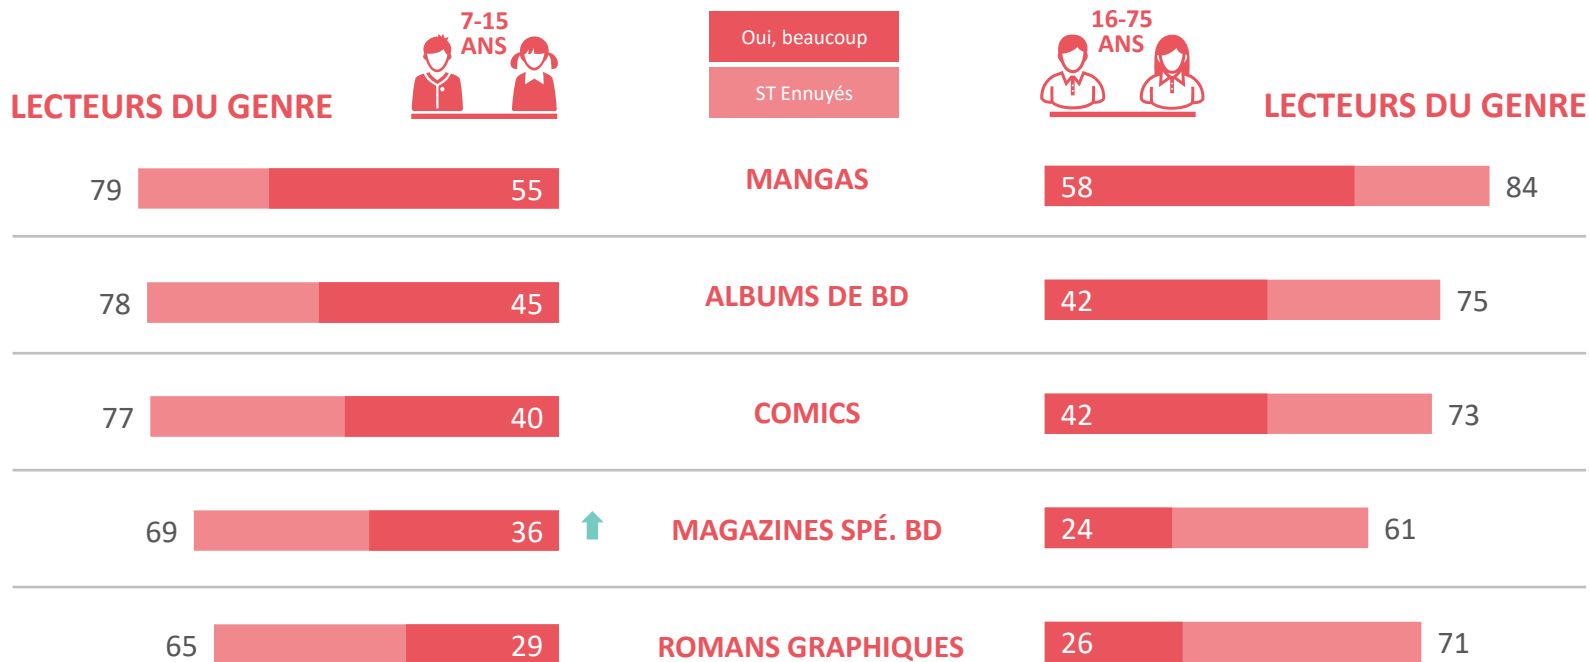 7-15
ANS
Oui, beaucoup
ST Ennuyés
16-75
ANS
LECTEURS DU GENRE
LECTEURS DU GENRE
79 55 MANGAS 58 84
78 45 ALBUMS DE BD 42 75
77 40 COMICS 42 73
69 36 MAGAZINES SPÉ. BD 24 61
65 29 ROMANS GRAPHIQUES 26 71